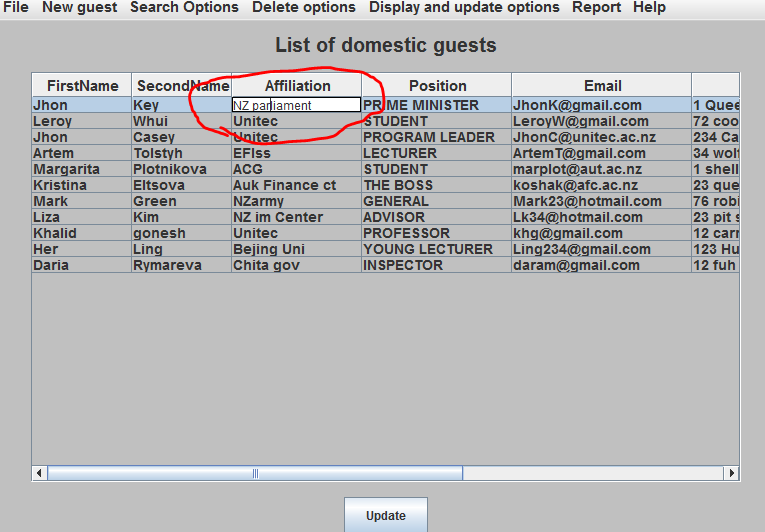 File New guest Search Options Delete options Display and update options Report Help
List of domestic guests
FirstName SecondName Affiliation Position Email
Jhon Key NZ parliament PRIME MINISTER JhonK@gmail.com 1 Quee
Leroy Whui Unitec STUDENT LeroyW@gmail.com 72 coo
Jhon Casey Unitec PROGRAM LEADER JhonC@unitec.ac.nz 234 Ca
Artem Tolstyh EFIss LECTURER ArtemT@gmail.com 34 wolf
Margarita Plotnikova ACG STUDENT marplot@aut.ac.nz 1 shell
Kristina Eltsova Auk Finance ct THE BOSS koshak@afc.ac.nz 23 que
Mark Green NZarmy GENERAL Mark23@hotmail.com 76 robi
Liza Kim NZ im Center ADVISOR Lk34@hotmail.com 23 pit s
Khalid gonesh Unitec PROFESSOR khg@gmail.com 12 carr
Her Ling Bejing Uni YOUNG LECTURER Ling234@gmail.com 123 Hu
Daria Rymareva Chita gov INSPECTOR daram@gmail.com 12 fuh
Update